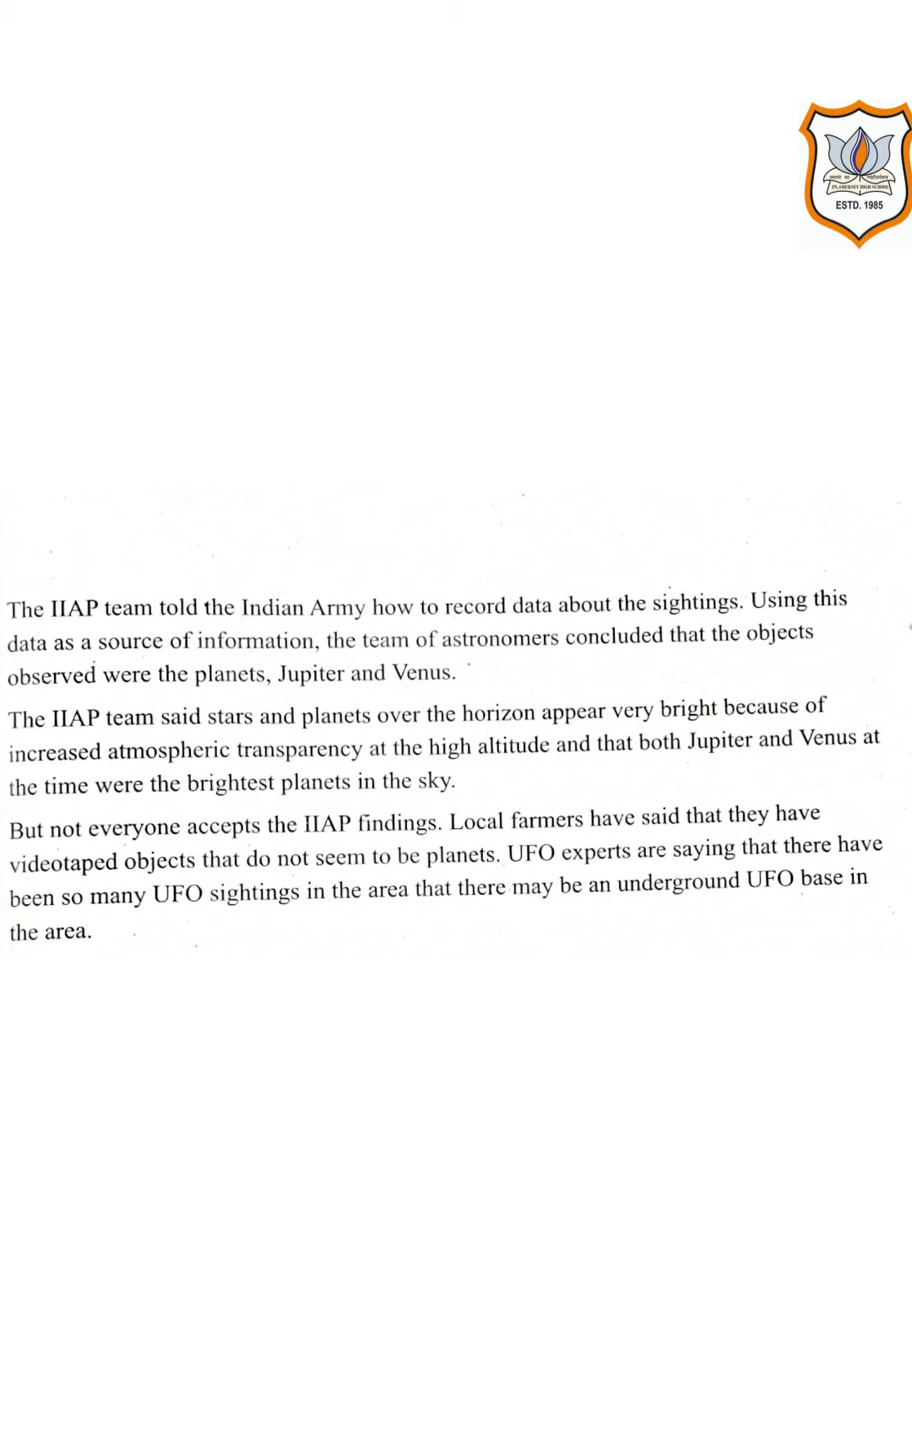 ESTD. 1985
The IIAP team told the Indian Army how to record data about the sightings. Using this
data as a source of information, the team of astronomers concluded that the objects
observed were the planets, Jupiter and Venus.
The IIAP team said stars and planets over the horizon appear very bright because of
increased atmospheric transparency at the high altitude and that both Jupiter and Venus at
the time were the brightest planets in the sky.
But not everyone accepts the IIAP findings. Local farmers have said that they have
videotaped objects that do not seem to be planets. UFO experts are saying that there have
been so many UFO sightings in the area that there may be an underground UFO base in
the area.